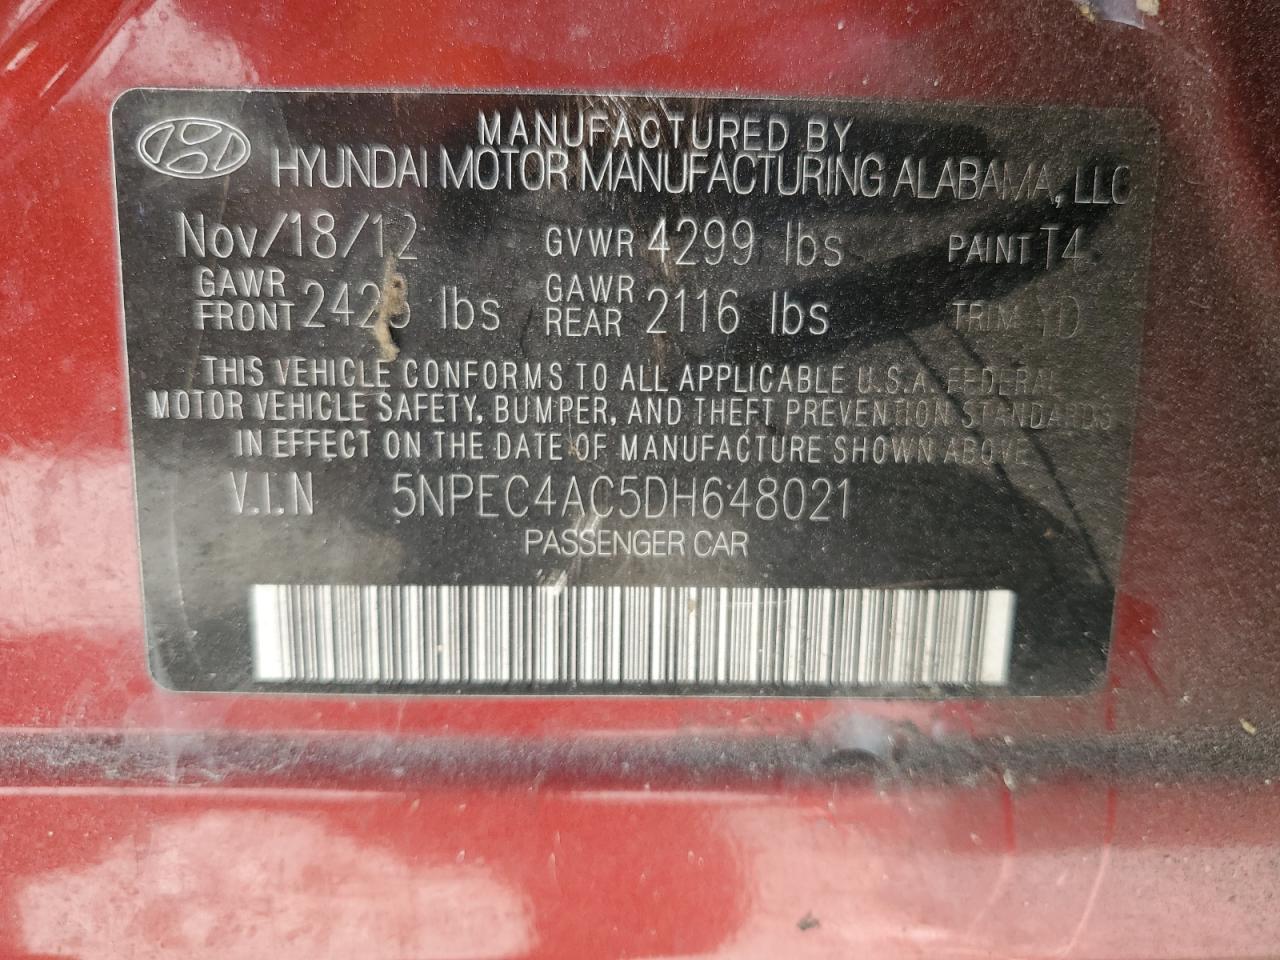 MANUFACTURED BY
HYUNDAI MOTOR MANUFACTURING ALABAMA, LLC
Nov/18/12 GVWR 4299 lbs PAINT T4
GAWR FRONT lbs GAWR REAR 2116 lbs TRIM YD
THIS VEHICLE CONFORMS TO ALL APPLICABLE U.S.A. FEDERAL
MOTOR VEHICLE SAFETY, BUMPER, AND THEFT PREVENTION STANDARDS
IN EFFECT ON THE DATE OF MANUFACTURE SHOWN ABOVE
V.I.N 5NPEC4AC5DH648021
PASSENGER CAR